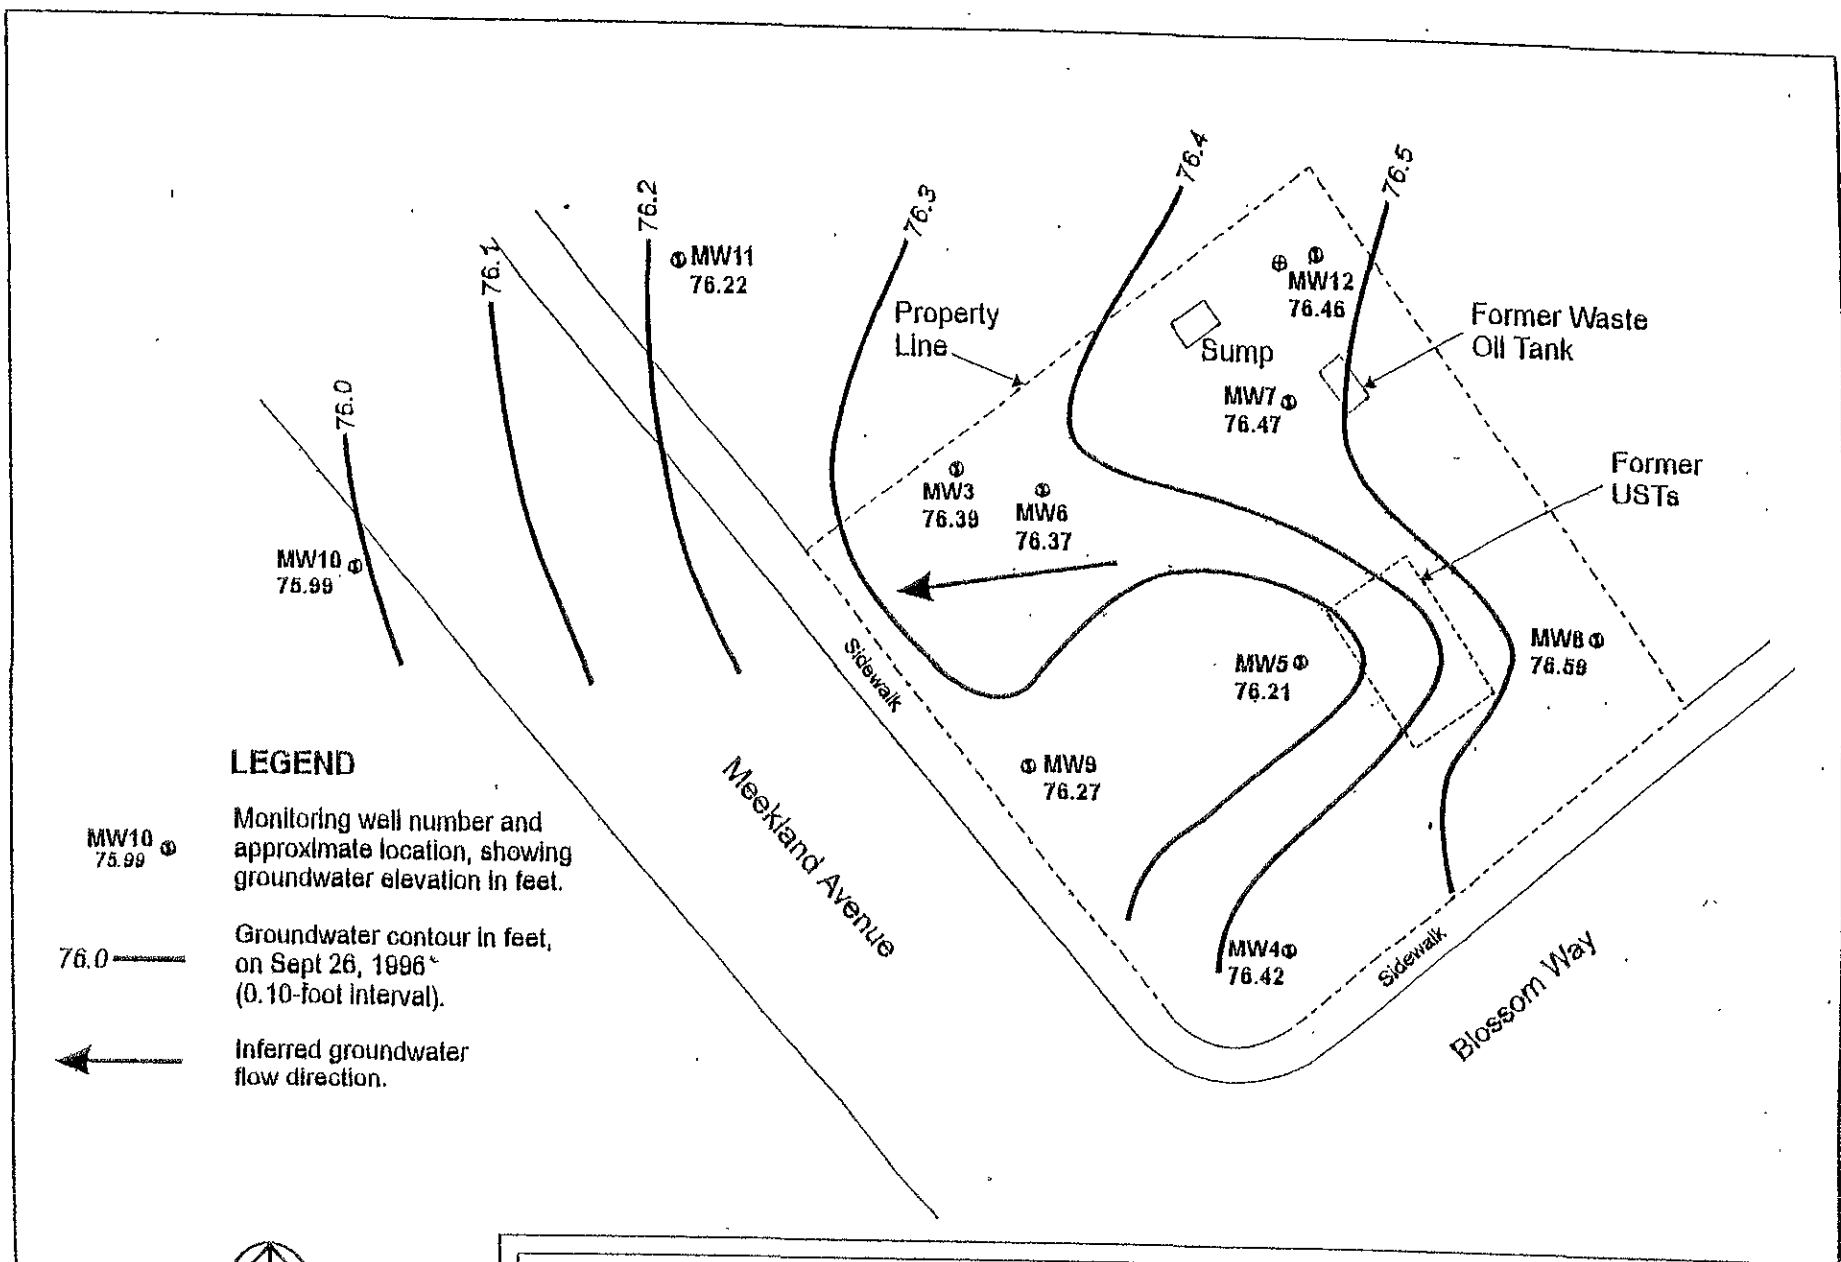 76.4
76.5
76.3
76.2
76.1
76.0
MW11
76.22
MW12
76.46
Property
Line
Sump
Former Waste
Oil Tank
MW7
76.47
Former
USTs
MW3
76.39
MW6
76.37
MW10
75.99
Sidewalk
MW5
76.21
MW8
76.59
MW9
76.27
Meekland Avenue
MW4
76.42
Sidewalk
Blossom Way
LEGEND
MW10
75.99
Monitoring well number and
approximate location, showing
groundwater elevation in feet.
76.0
Groundwater contour in feet,
on Sept 26, 1996
(0.10-foot interval).
Inferred groundwater
flow direction.